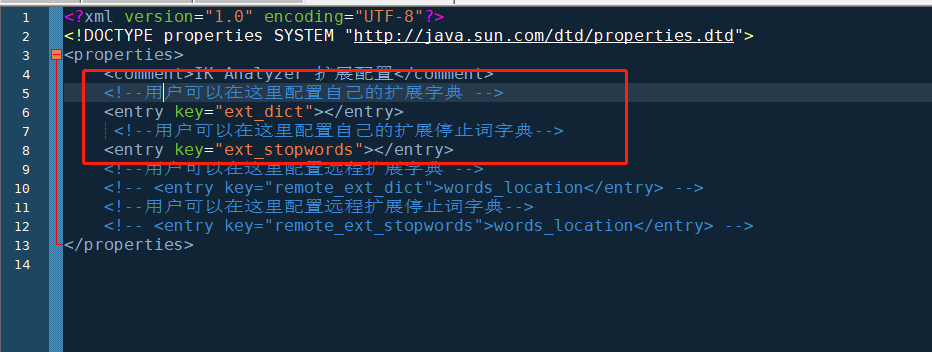 1 <?xml version="1.0" encoding="UTF-8"?>
2 <!DOCTYPE properties SYSTEM "http://java.sun.com/dtd/properties.dtd">
3 <properties>
4 <comment>IK Analyzer 扩展配置</comment>
5 <!--用户可以在这里配置自己的扩展字典 -->
6 <entry key="ext_dict"></entry>
7 <!--用户可以在这里配置自己的扩展停止词字典-->
8 <entry key="ext_stopwords"></entry>
9 <!--用户可以在这里配置远程扩展字典 -->
10 <!-- <entry key="remote_ext_dict">words_location</entry> -->
11 <!--用户可以在这里配置远程扩展停止词字典-->
12 <!-- <entry key="remote_ext_stopwords">words_location</entry> -->
13 </properties>
14